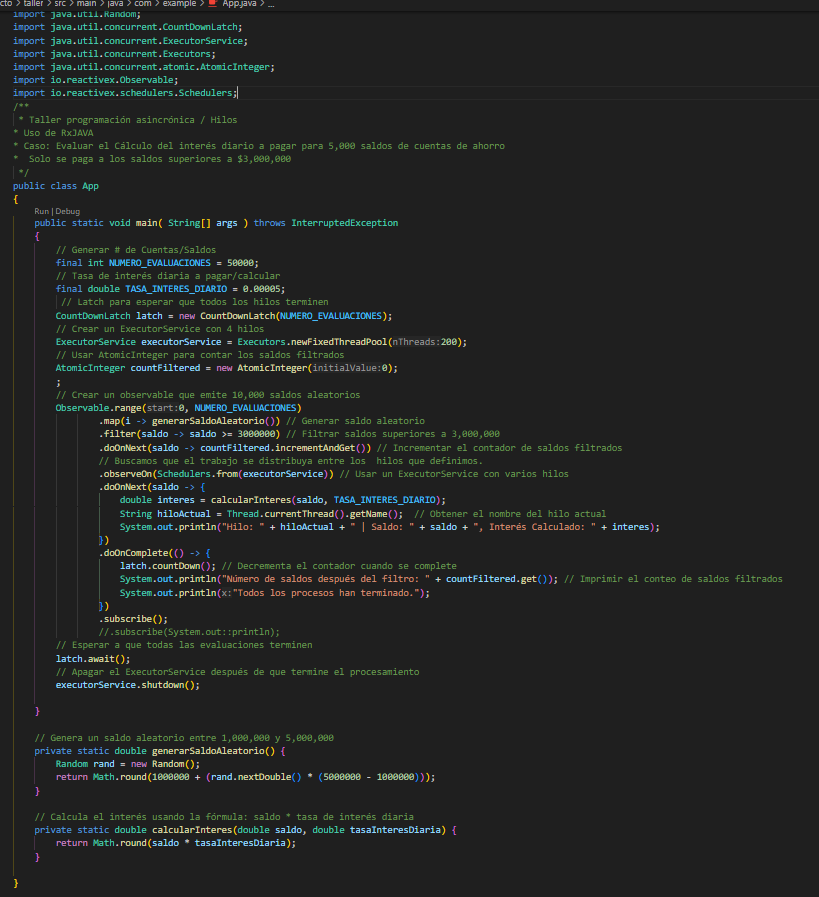 cto > taller > src > main > java > com > example > App.java > ...
import java.util.Random;
import java.util.concurrent.CountDownLatch;
import java.util.concurrent.ExecutorService;
import java.util.concurrent.Executors;
import java.util.concurrent.atomic.AtomicInteger;
import io.reactivex.Observable;
import io.reactivex.schedulers.Schedulers;
/**
 * Taller programación asincrónica / Hilos
* Uso de RxJAVA
* Caso: Evaluar el Cálculo del interés diario a pagar para 5,000 saldos de cuentas de ahorro
*  Solo se paga a los saldos superiores a $3,000,000
 */
public class App
{
    Run | Debug
    public static void main( String[] args ) throws InterruptedException
    {
        // Generar # de Cuentas/Saldos
        final int NUMERO_EVALUACIONES = 50000;
        // Tasa de interés diaria a pagar/calcular
        final double TASA_INTERES_DIARIO = 0.00005;
         // Latch para esperar que todos los hilos terminen
        CountDownLatch latch = new CountDownLatch(NUMERO_EVALUACIONES);
        // Crear un ExecutorService con 4 hilos
        ExecutorService executorService = Executors.newFixedThreadPool(nThreads:200);
        // Usar AtomicInteger para contar los saldos filtrados
        AtomicInteger countFiltered = new AtomicInteger(initialValue:0);
        ;
        // Crear un observable que emite 10,000 saldos aleatorios
        Observable.range(start:0, NUMERO_EVALUACIONES)
                .map(i -> generarSaldoAleatorio()) // Generar saldo aleatorio
                .filter(saldo -> saldo >= 3000000) // Filtrar saldos superiores a 3,000,000
                .doOnNext(saldo -> countFiltered.incrementAndGet()) // Incrementar el contador de saldos filtrados
                // Buscamos que el trabajo se distribuya entre los  hilos que definimos.
                .observeOn(Schedulers.from(executorService)) // Usar un ExecutorService con varios hilos
                .doOnNext(saldo -> {
                    double interes = calcularInteres(saldo, TASA_INTERES_DIARIO);
                    String hiloActual = Thread.currentThread().getName();  // Obtener el nombre del hilo actual
                    System.out.println("Hilo: " + hiloActual + " | Saldo: " + saldo + ", Interés Calculado: " + interes);
                })
                .doOnComplete(() -> {
                    latch.countDown(); // Decrementa el contador cuando se complete
                    System.out.println("Número de saldos después del filtro: " + countFiltered.get()); // Imprimir el conteo de saldos filtrados
                    System.out.println(x:"Todos los procesos han terminado.");
                })
                .subscribe();
                //.subscribe(System.out::println);
        // Esperar a que todas las evaluaciones terminen
        latch.await();
        // Apagar el ExecutorService después de que termine el procesamiento
        executorService.shutdown();
    }
    // Genera un saldo aleatorio entre 1,000,000 y 5,000,000
    private static double generarSaldoAleatorio() {
        Random rand = new Random();
        return Math.round(1000000 + (rand.nextDouble() * (5000000 - 1000000)));
    }
    // Calcula el interés usando la fórmula: saldo * tasa de interés diaria
    private static double calcularInteres(double saldo, double tasaInteresDiaria) {
        return Math.round(saldo * tasaInteresDiaria);
    }
}